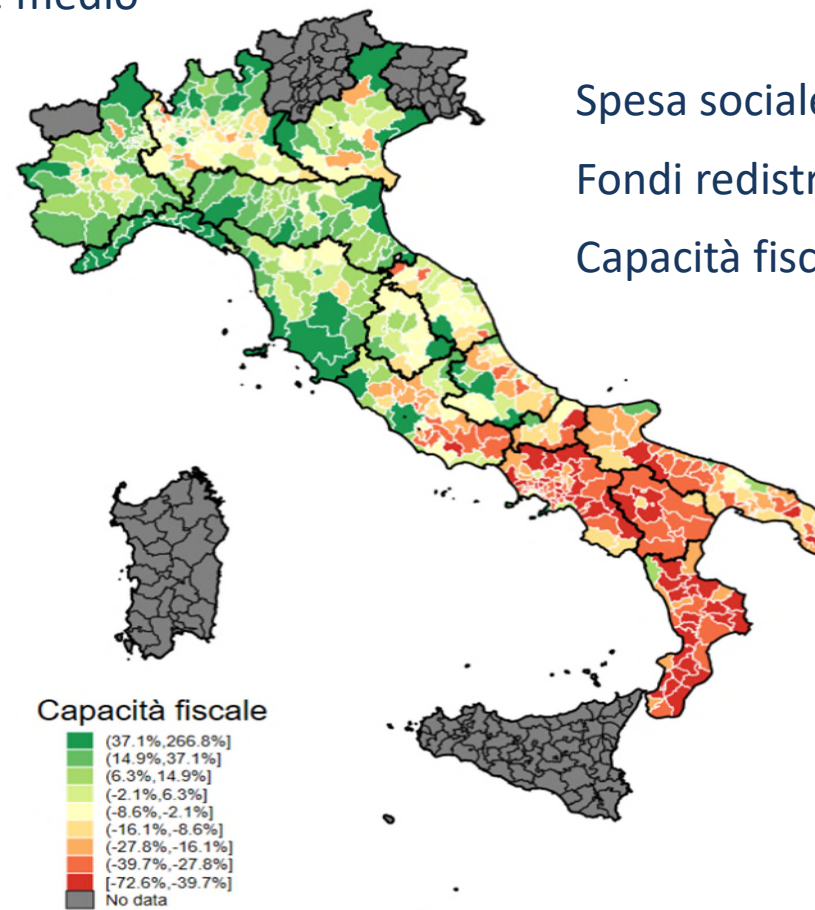 medio
Spesa sociale
Fondi redistr
Capacità fisc
Capacità fiscale
(37.1%,266.8%]
(14.9%,37.1%]
(6.3%,14.9%]
(-2.1%,6.3%]
(-8.6%,-2.1%]
(-16.1%,-8.6%]
(-27.8%,-16.1%]
(-39.7%,-27.8%]
[-72.6%,-39.7%]
No data